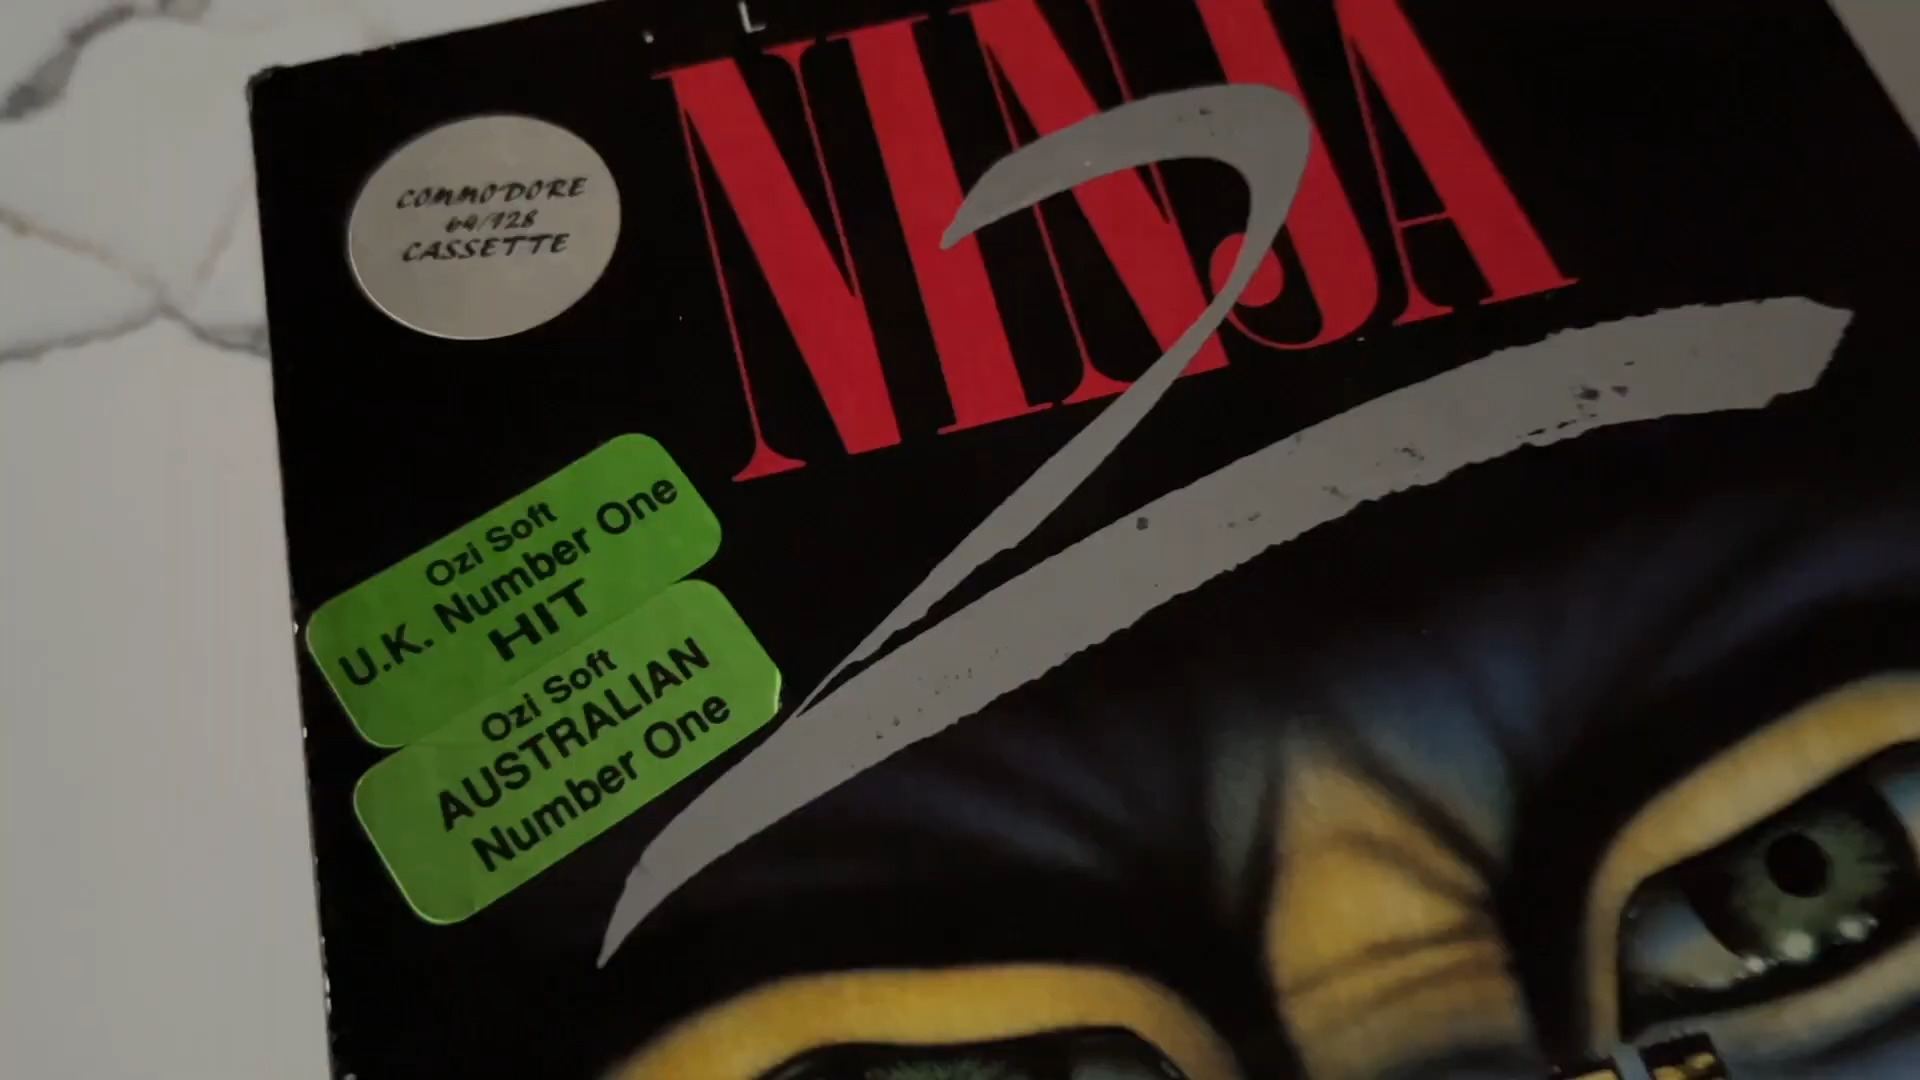 NINJA
2
COMMODORE
64/128
CASSETTE
Ozi Soft
U.K. Number One
HIT
Ozi Soft
AUSTRALIAN
Number One